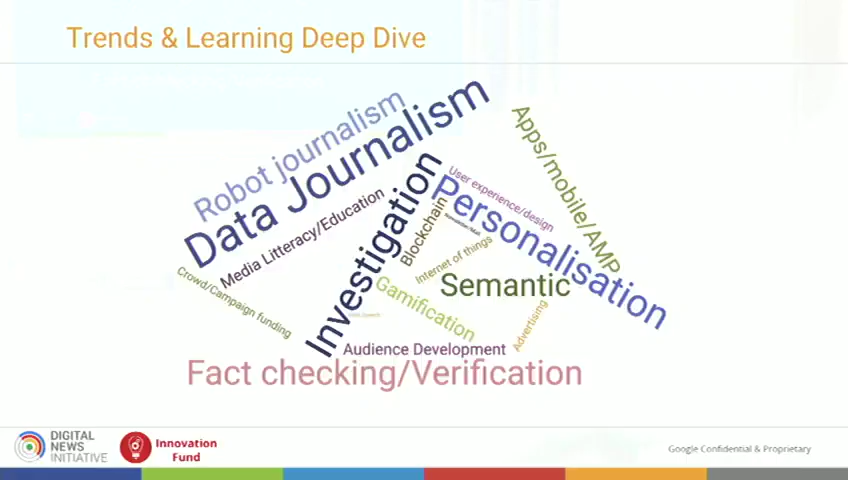 Trends & Learning Deep Dive
Robot journalism
Data Journalism
Apps/mobile/AMP
Media Litteracy/Education
Investigation
User experience/design
Personalisation
Blockchain
Internet of things
Crowd/Campaign funding
Semantic
Gamification
Advertising
Audience Development
Fact checking/Verification
DIGITAL
NEWS
INITIATIVE
Innovation
Fund
Google Confidential & Proprietary